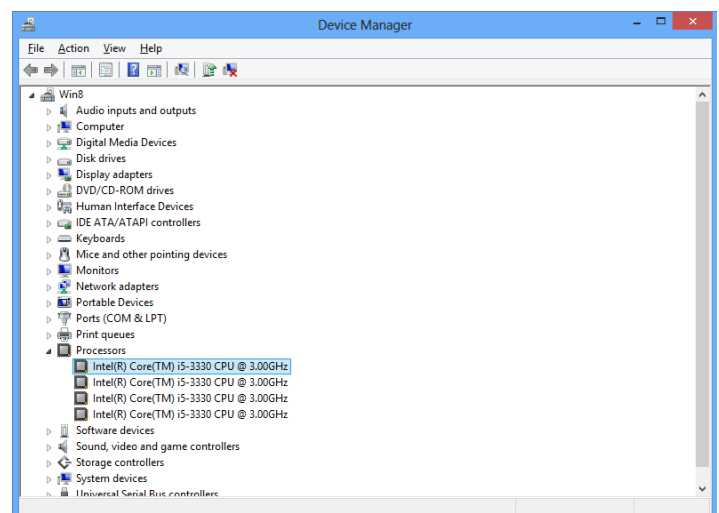 Device Manager
File Action View Help
Win8
Audio inputs and outputs
Computer
Digital Media Devices
Disk drives
Display adapters
DVD/CD-ROM drives
Human Interface Devices
IDE ATA/ATAPI controllers
Keyboards
Mice and other pointing devices
Monitors
Network adapters
Portable Devices
Ports (COM & LPT)
Print queues
Processors
Intel(R) Core(TM) i5-3330 CPU @ 3.00GHz
Intel(R) Core(TM) i5-3330 CPU @ 3.00GHz
Intel(R) Core(TM) i5-3330 CPU @ 3.00GHz
Intel(R) Core(TM) i5-3330 CPU @ 3.00GHz
Software devices
Sound, video and game controllers
Storage controllers
System devices
Universal Serial Bus controllers